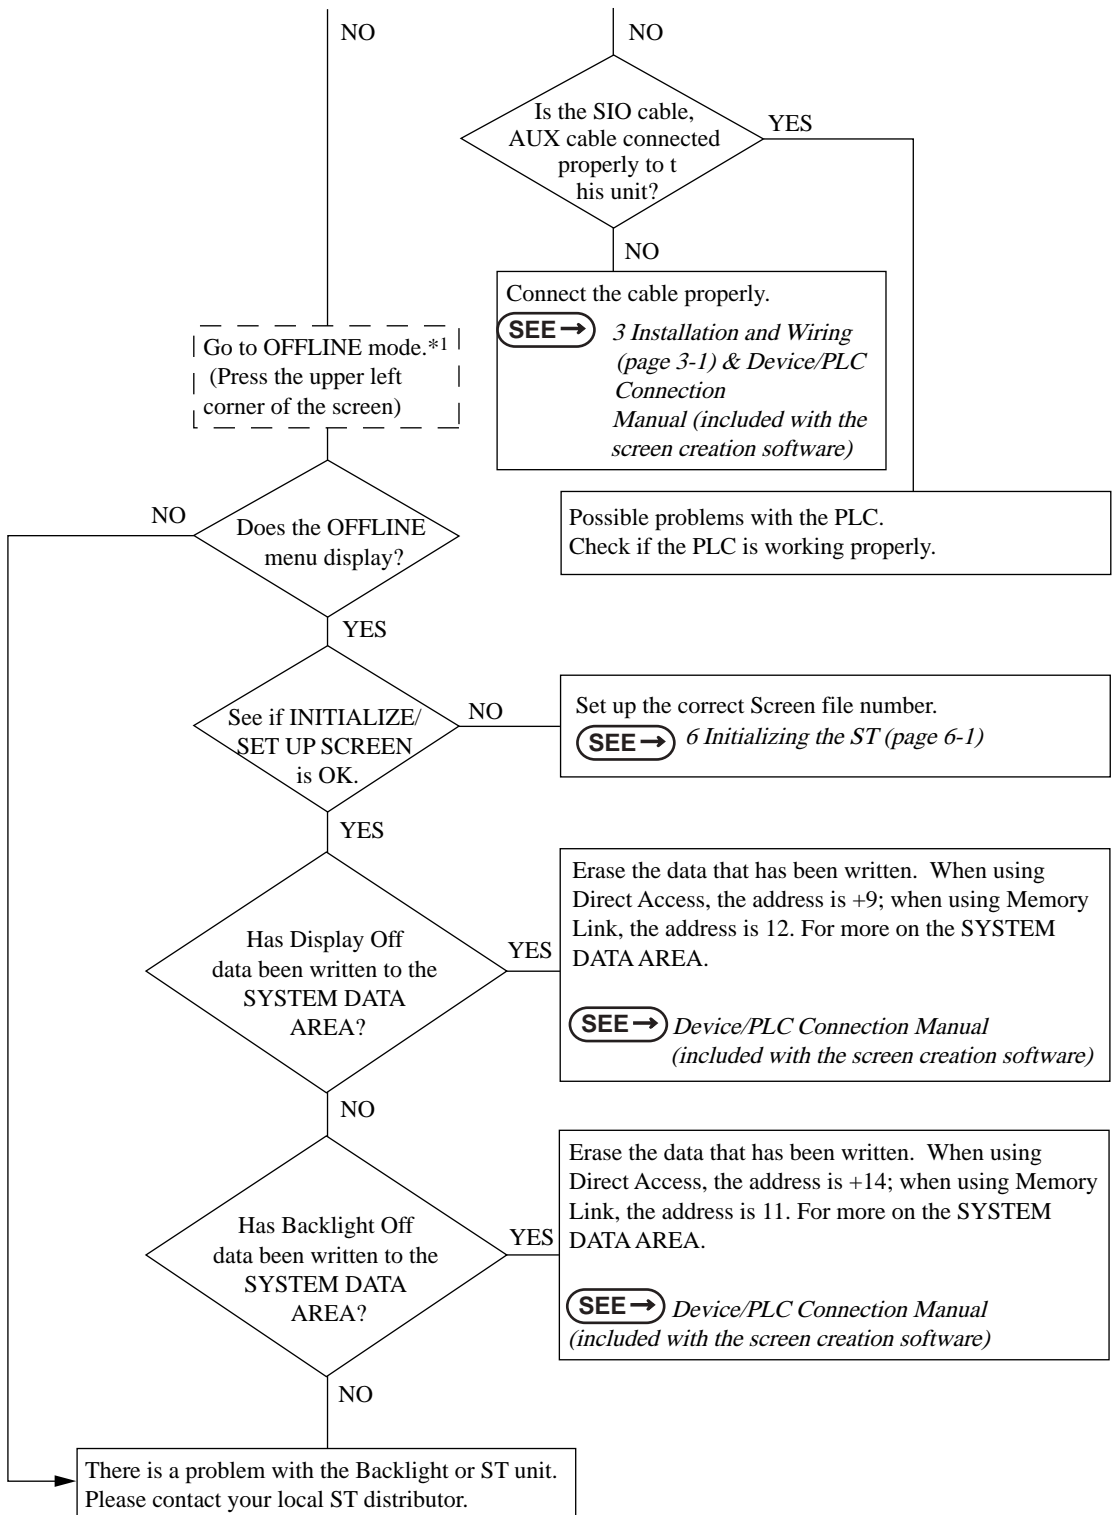 NO
NO
Is the SIO cable,
AUX cable connected
properly to t
his unit?
YES
NO
Connect the cable properly.
SEE→
3 Installation and Wiring
(page 3-1) & Device/PLC
Connection
Manual (included with the
screen creation software)
Go to OFFLINE mode.*1
(Press the upper left
corner of the screen)
NO
Does the OFFLINE
menu display?
Possible problems with the PLC.
Check if the PLC is working properly.
YES
See if INITIALIZE/
SET UP SCREEN
is OK.
NO
Set up the correct Screen file number.
SEE→ 6 Initializing the ST (page 6-1)
YES
Has Display Off
data been written to the
SYSTEM DATA
AREA?
YES
Erase the data that has been written. When using
Direct Access, the address is +9; when using Memory
Link, the address is 12. For more on the SYSTEM
DATA AREA.
SEE→ Device/PLC Connection Manual
(included with the screen creation software)
NO
Has Backlight Off
data been written to the
SYSTEM DATA
AREA?
YES
Erase the data that has been written. When using
Direct Access, the address is +14; when using Memory
Link, the address is 11. For more on the SYSTEM
DATA AREA.
SEE→ Device/PLC Connection Manual
(included with the screen creation software)
NO
There is a problem with the Backlight or ST unit.
Please contact your local ST distributor.